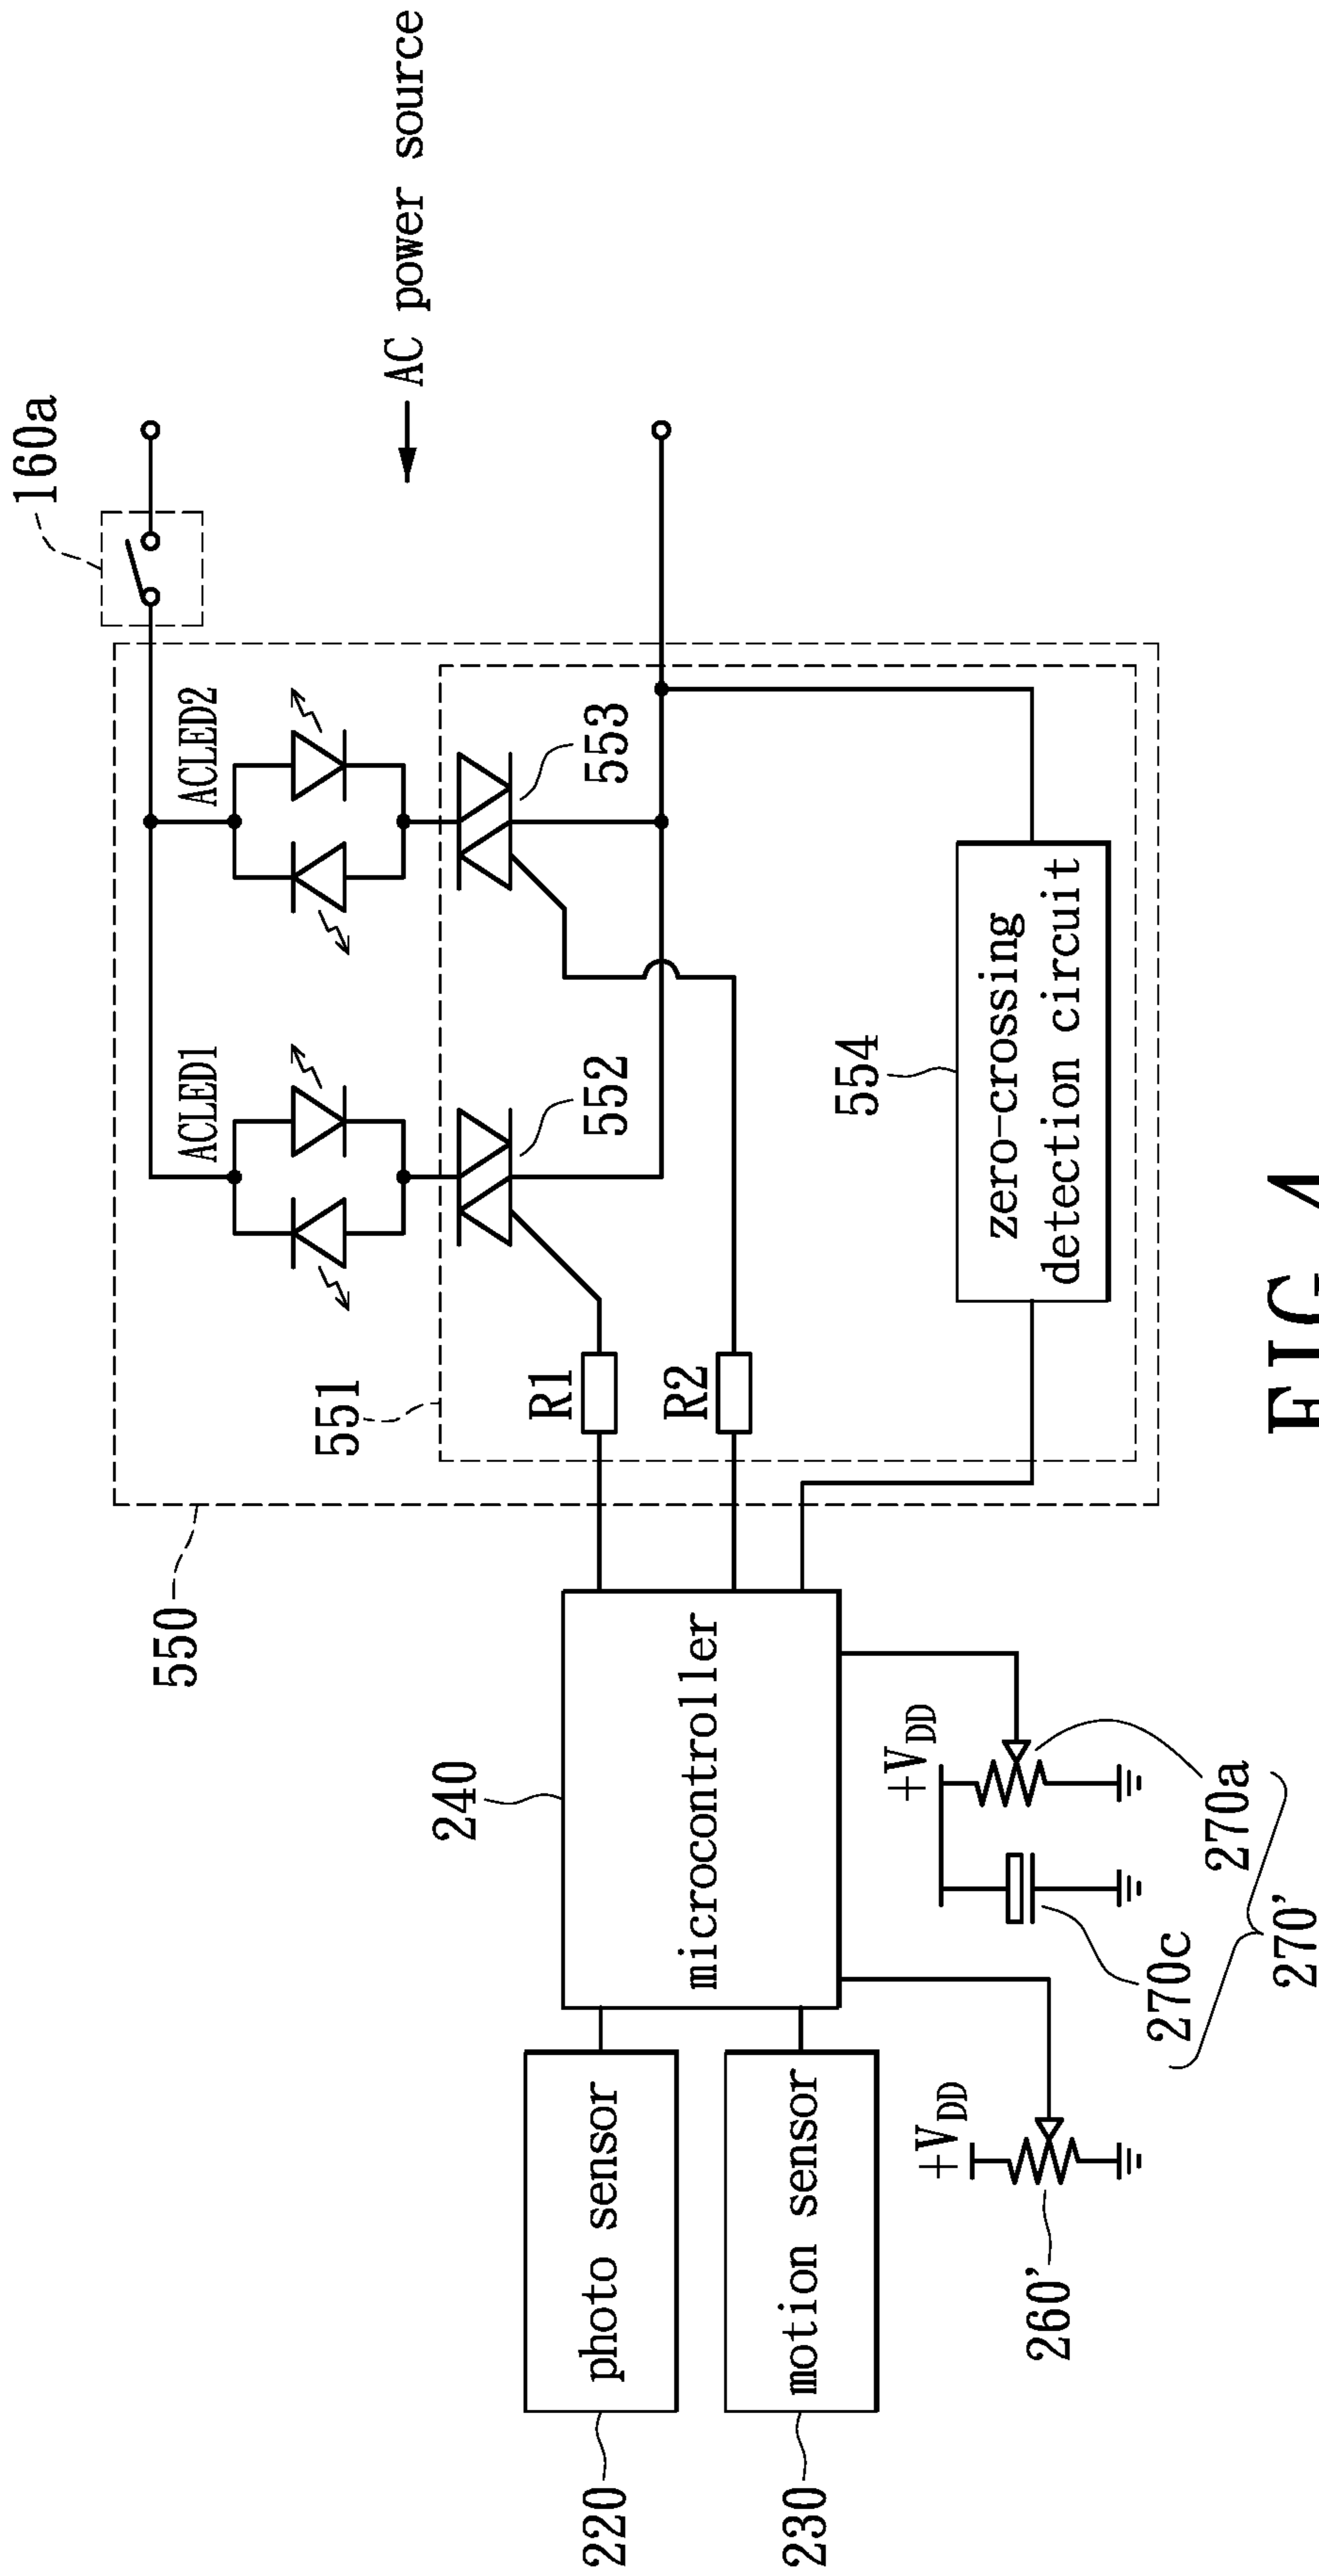 160a
AC power source
550
ACLED1
ACLED2
551
552
553
R1
R2
554
zero-crossing
detection circuit
240
microcontroller
220
photo sensor
230
motion sensor
+VDD
+VDD
260'
270c
270a
270'
FIG. 4